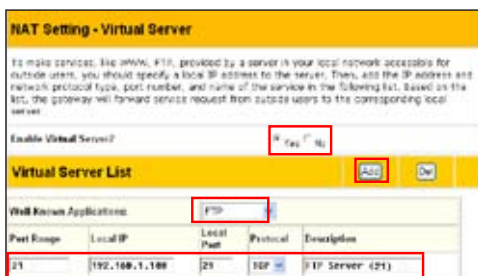 NAT Setting - Virtual Server
To make services, like WWW, FTP, provided by a server in your local network accessible for
outside users, you should specify a local IP address to the server. Then, add the IP address and
network protocol type, port number, and name of the service in the following list. Based on the
list, the gateway will forward service request from outside users to the corresponding local
server.
Enable Virtual Server? Yes No
Virtual Server List Add Del
Well-Known Applications: FTP
Port Range Local IP Local Port Protocol Description
21 192.168.1.100 21 TCP FTP Server (21)